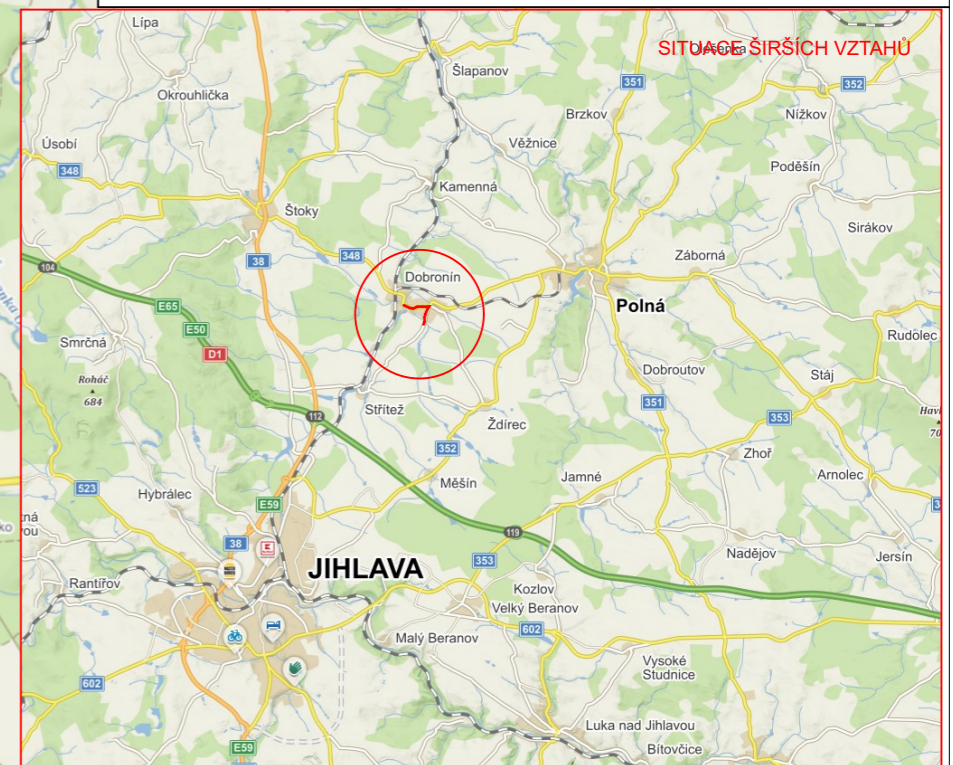 Lípa
SITUACE ŠIRŠÍCH VZTAHŮ
Šlapanov
351
352
Okrouhlička
Brzkov
Nížkov
Úsobí
Věžnice
348
Poděšín
Kamenná
Štoky
Sirákov
348
38
Záborná
104
Dobronín
E65
Polná
E50
Rudolec
Smrčná
D1
Roháč
684
Dobroutov
Stáj
351
Střítež
112
353
Ždírec
352
Zhoř
Měšín
Jamné
Arnolec
523
Hybrálec
E59
119
38
Nadějov
Jersín
353
JIHLAVA
Rantířov
Kozlov
Velký Beranov
602
Malý Beranov
Vysoké
Studnice
602
Luka nad Jihlavou
E59
Bítovčice